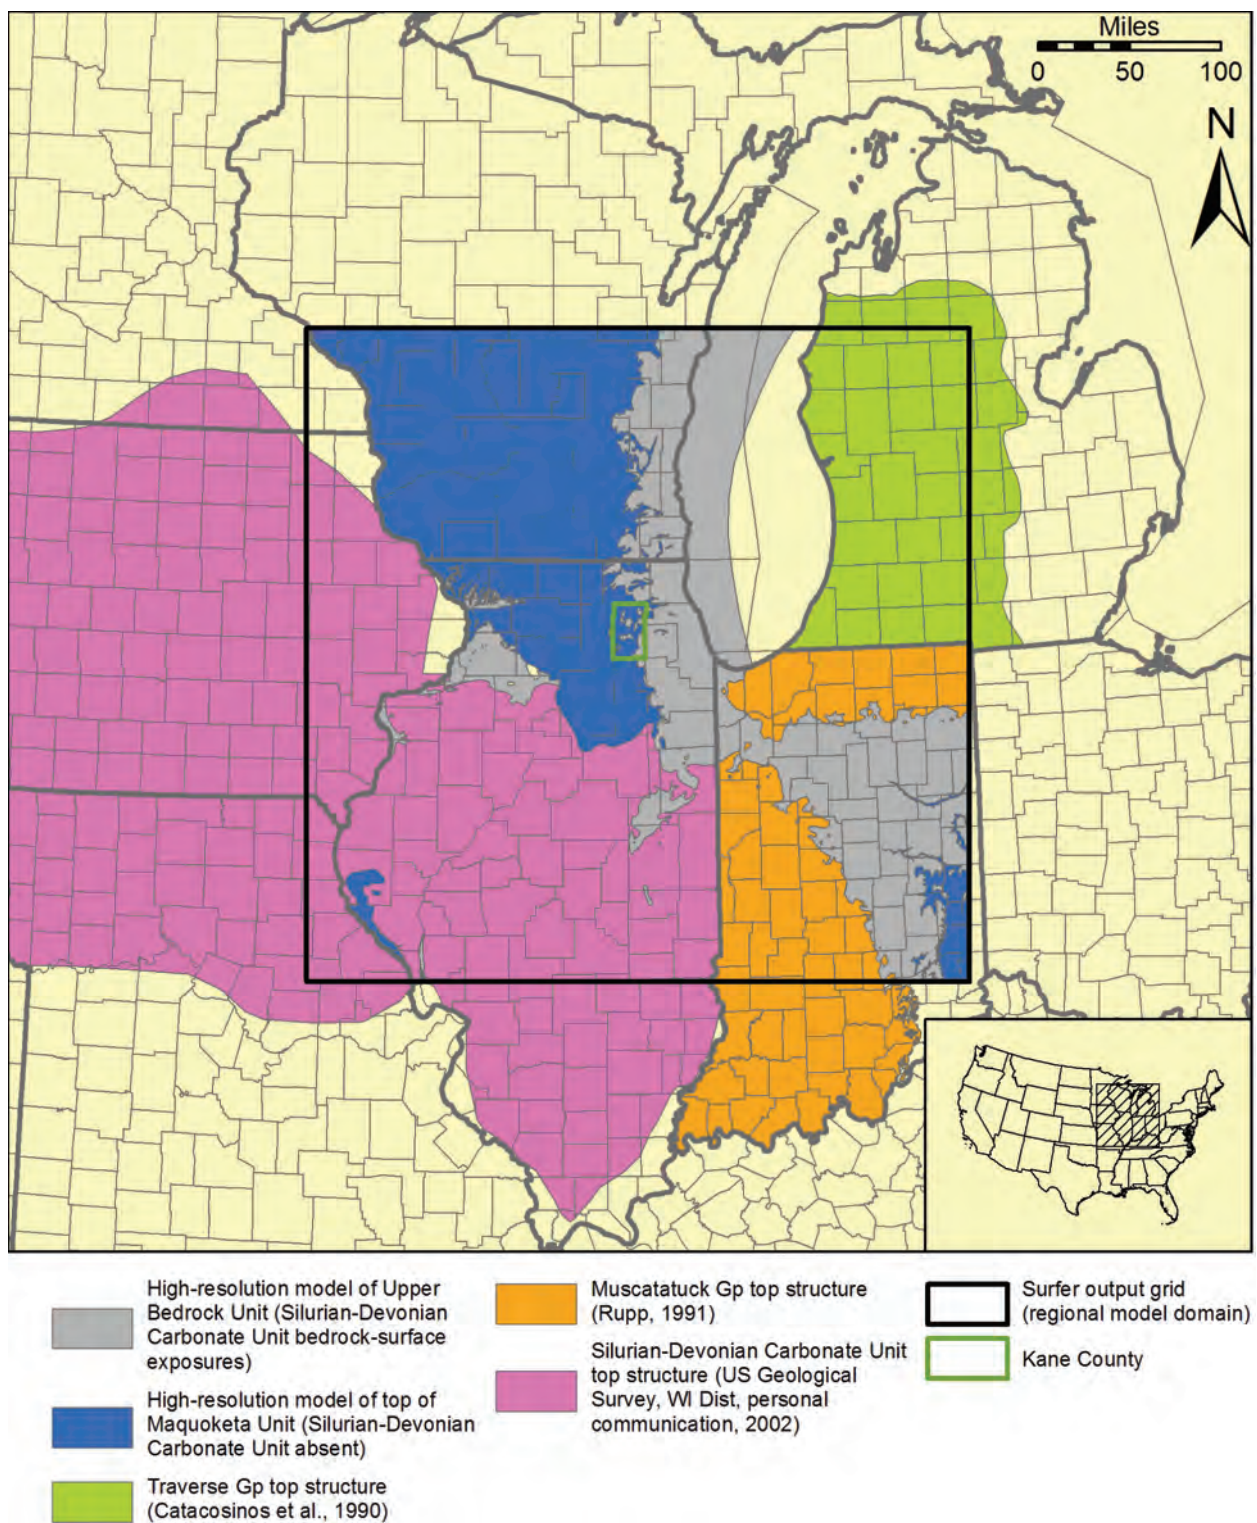 Miles
0 50 100
N
High-resolution model of Upper
Bedrock Unit (Silurian-Devonian
Carbonate Unit bedrock-surface
exposures)
High-resolution model of top of
Maquoketa Unit (Silurian-Devonian
Carbonate Unit absent)
Traverse Gp top structure
(Catacosinos et al., 1990)
Muscatatuck Gp top structure
(Rupp, 1991)
Silurian-Devonian Carbonate Unit
top structure (US Geological
Survey, WI Dist, personal
communication, 2002)
Surfer output grid
(regional model domain)
Kane County